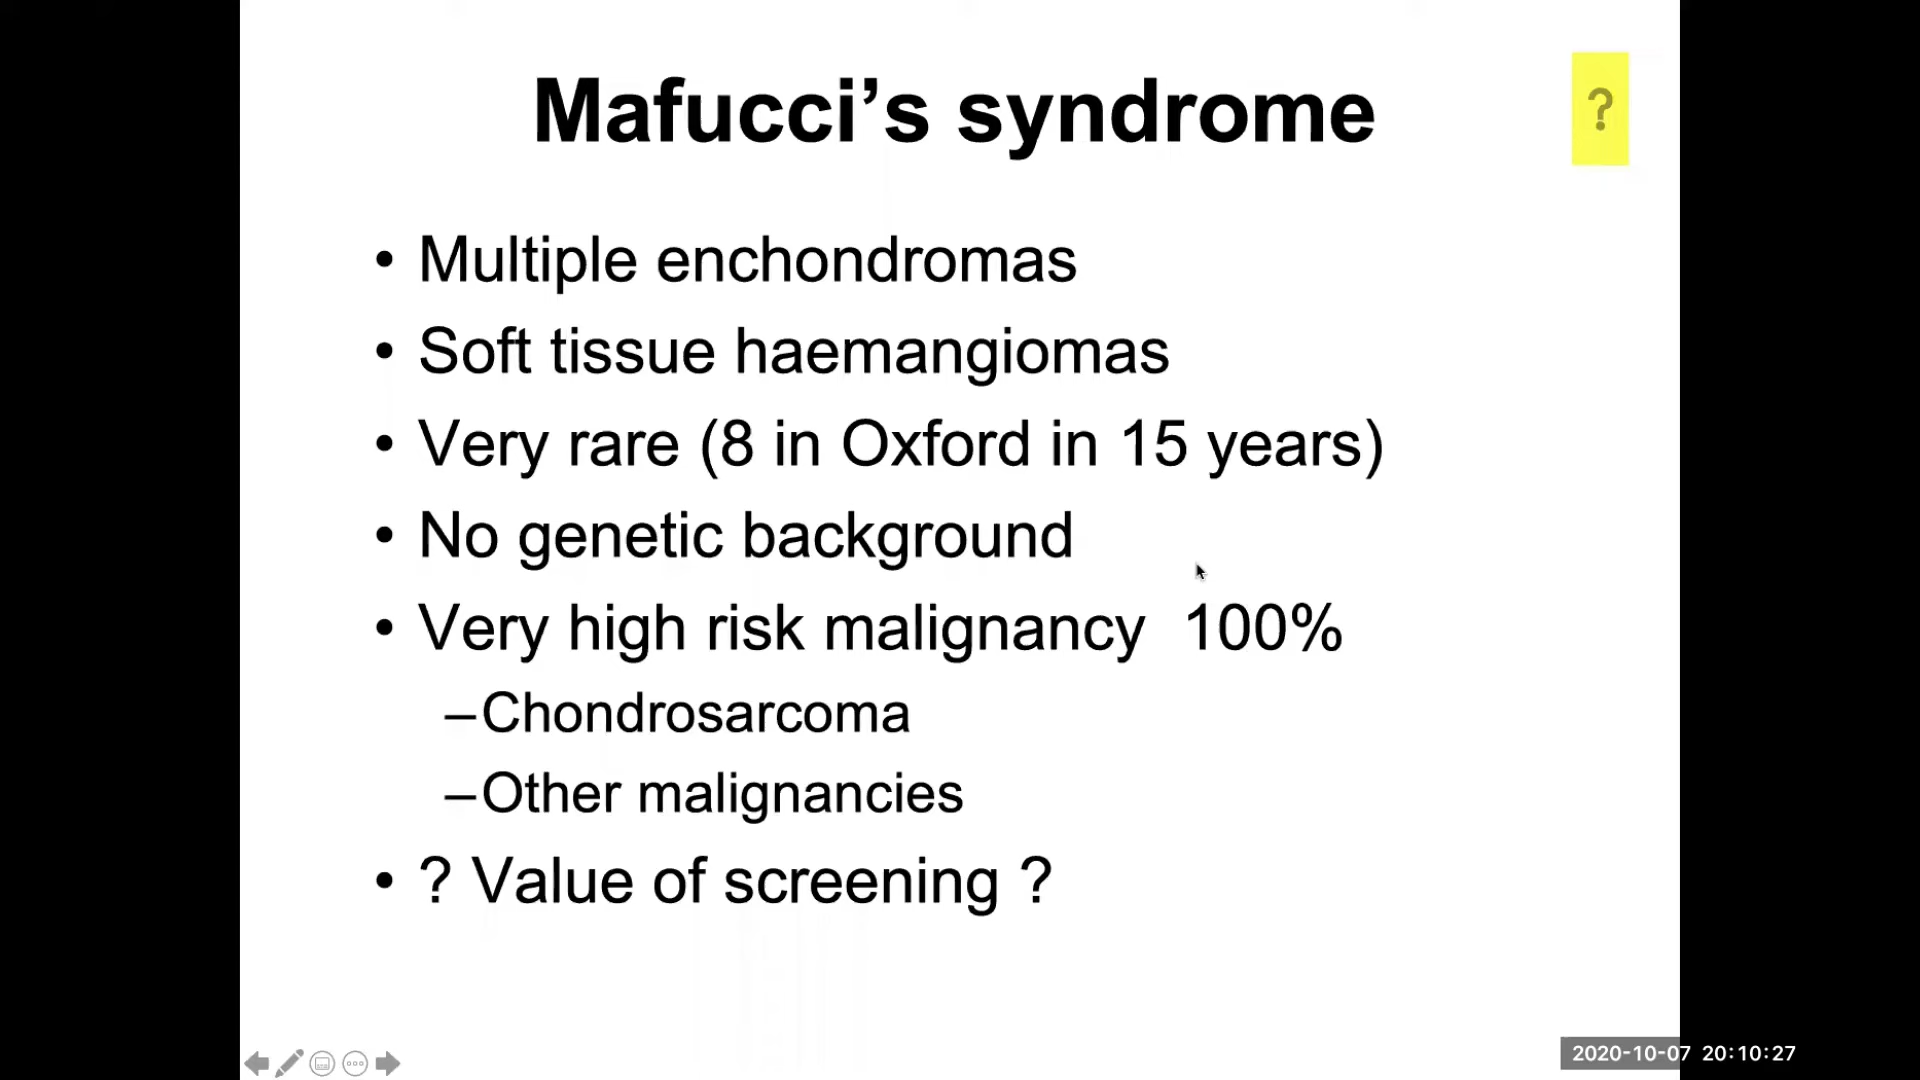 Mafucci’s syndrome
?
• Multiple enchondromas
• Soft tissue haemangiomas
• Very rare (8 in Oxford in 15 years)
• No genetic background
• Very high risk malignancy 100%
–Chondrosarcoma
–Other malignancies
• ? Value of screening ?
2020-10-07 20:10:27